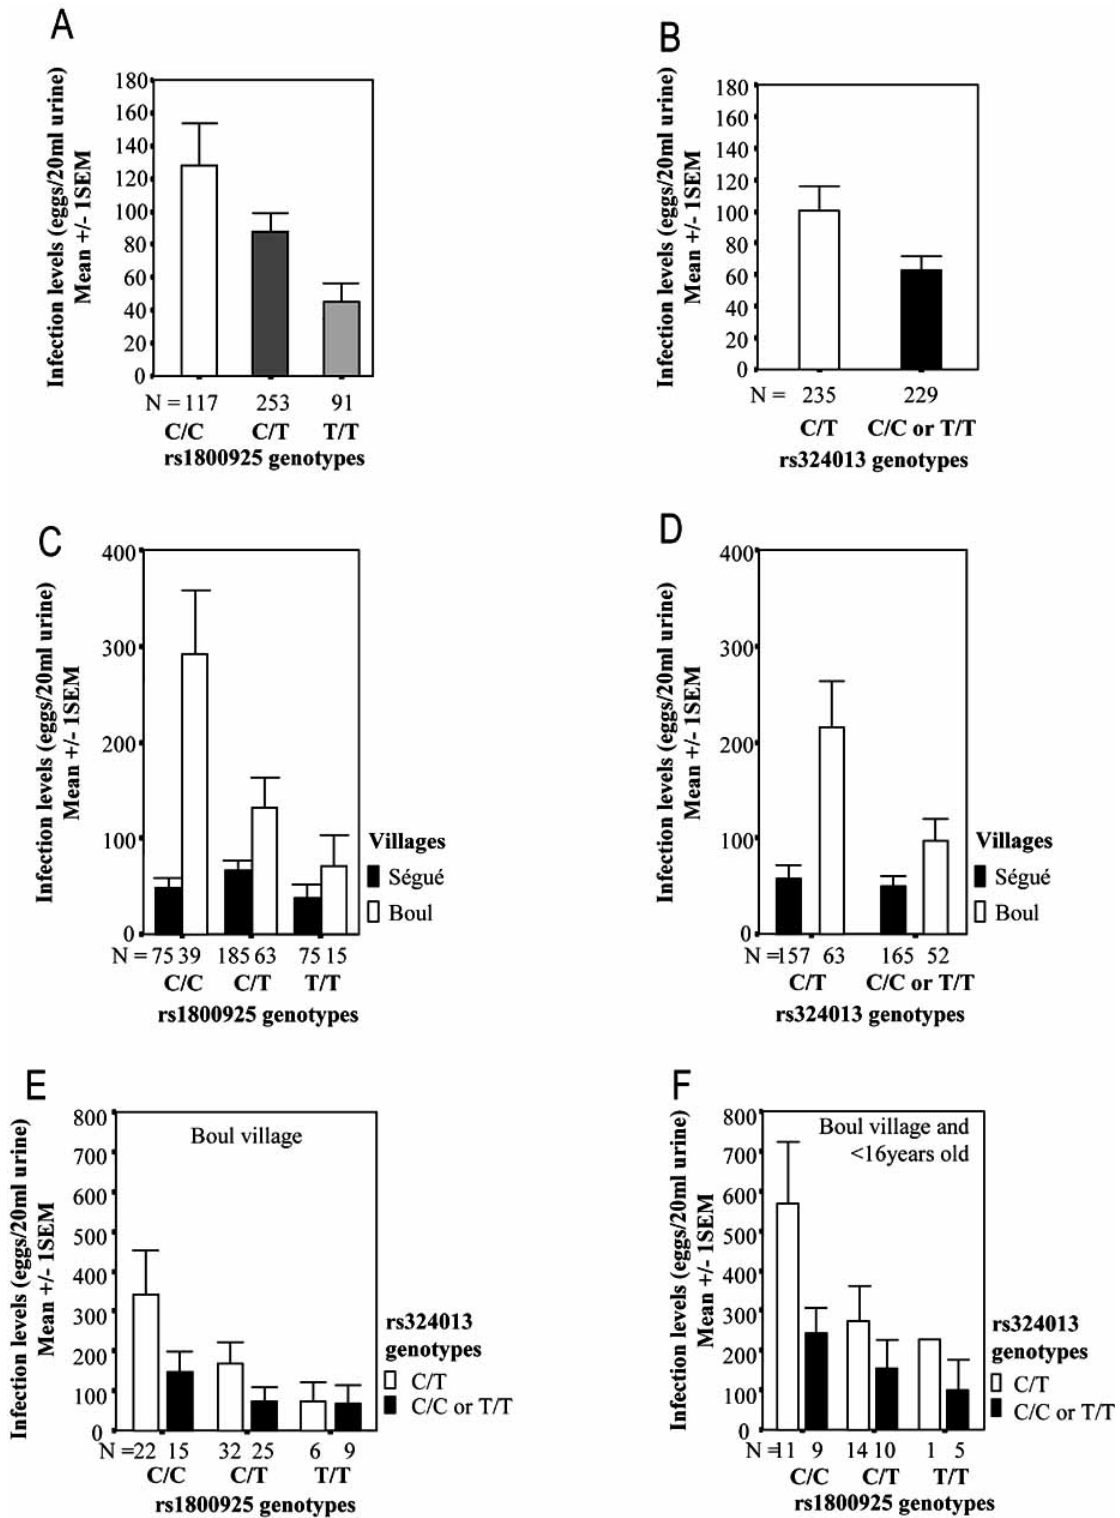 A
Infection levels (eggs/20ml urine)
Mean +/- 1SEM
180
160
140
120
100
80
60
40
20
0
N = 117 253 91
C/C C/T T/T
rs1800925 genotypes
B
Infection levels (eggs/20ml urine)
Mean +/- 1SEM
180
160
140
120
100
80
60
40
20
0
N = 235 229
C/T C/C or T/T
rs324013 genotypes
C
Infection levels (eggs/20ml urine)
Mean +/- 1SEM
400
300
200
100
0
Villages
Ségué
Boul
N = 75 39 185 63 75 15
C/C C/T T/T
rs1800925 genotypes
D
Infection levels (eggs/20ml urine)
Mean +/- 1SEM
400
300
200
100
0
Villages
Ségué
Boul
N =157 63 165 52
C/T C/C or T/T
rs324013 genotypes
E
Infection levels (eggs/20ml urine)
Mean +/- 1SEM
800
700
600
500
400
300
200
100
0
Boul village
rs324013
genotypes
C/T
C/C or T/T
N =22 15 32 25 6 9
C/C C/T T/T
rs1800925 genotypes
F
Infection levels (eggs/20ml urine)
Mean +/- 1SEM
800
700
600
500
400
300
200
100
0
Boul village and
<16years old
rs324013
genotypes
C/T
C/C or T/T
N =11 9 14 10 1 5
C/C C/T T/T
rs1800925 genotypes